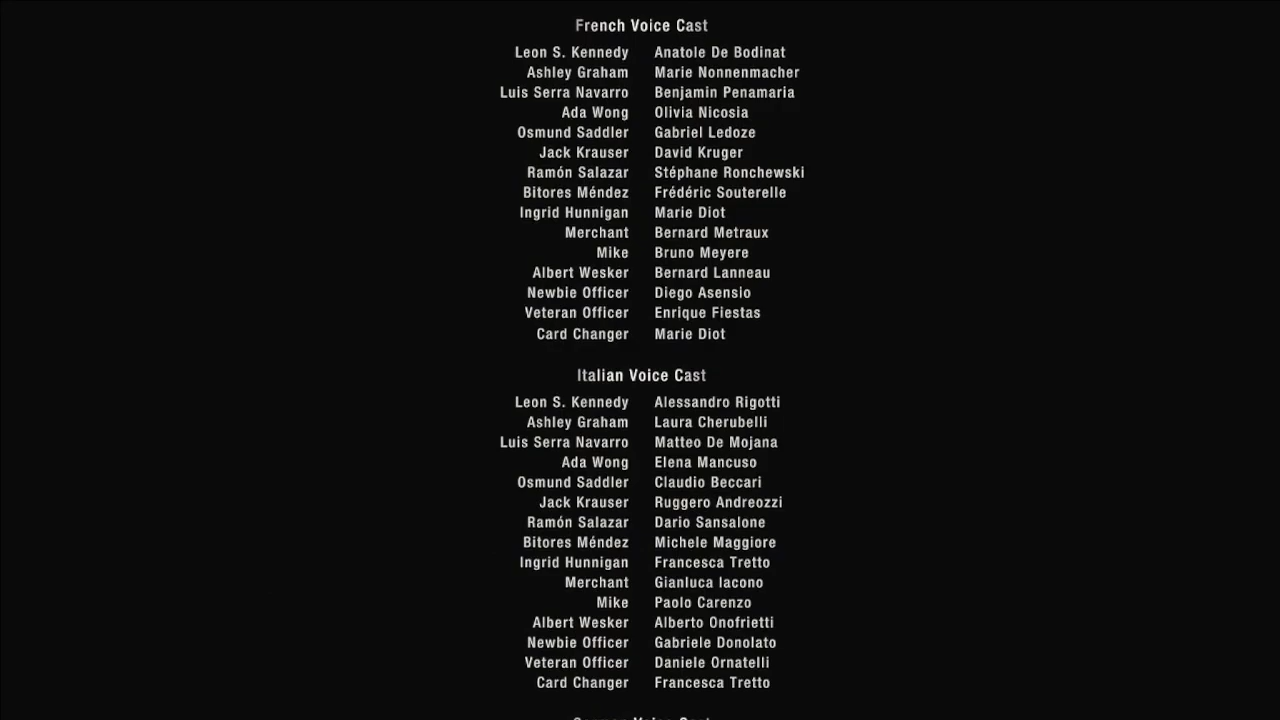 French Voice Cast
Leon S. Kennedy Anatole De Bodinat
Ashley Graham Marie Nonnenmacher
Luis Serra Navarro Benjamin Penamaria
Ada Wong Olivia Nicosia
Osmund Saddler Gabriel Ledoze
Jack Krauser David Kruger
Ramón Salazar Stéphane Ronchewski
Bitores Méndez Frédéric Souterelle
Ingrid Hunnigan Marie Diot
Merchant Bernard Metraux
Mike Bruno Meyere
Albert Wesker Bernard Lanneau
Newbie Officer Diego Asensio
Veteran Officer Enrique Fiestas
Card Changer Marie Diot
Italian Voice Cast
Leon S. Kennedy Alessandro Rigotti
Ashley Graham Laura Cherubelli
Luis Serra Navarro Matteo De Mojana
Ada Wong Elena Mancuso
Osmund Saddler Claudio Beccari
Jack Krauser Ruggero Andreozzi
Ramón Salazar Dario Sansalone
Bitores Méndez Michele Maggiore
Ingrid Hunnigan Francesca Tretto
Merchant Gianluca Iacono
Mike Paolo Carenzo
Albert Wesker Alberto Onofrietti
Newbie Officer Gabriele Donolato
Veteran Officer Daniele Ornatelli
Card Changer Francesca Tretto